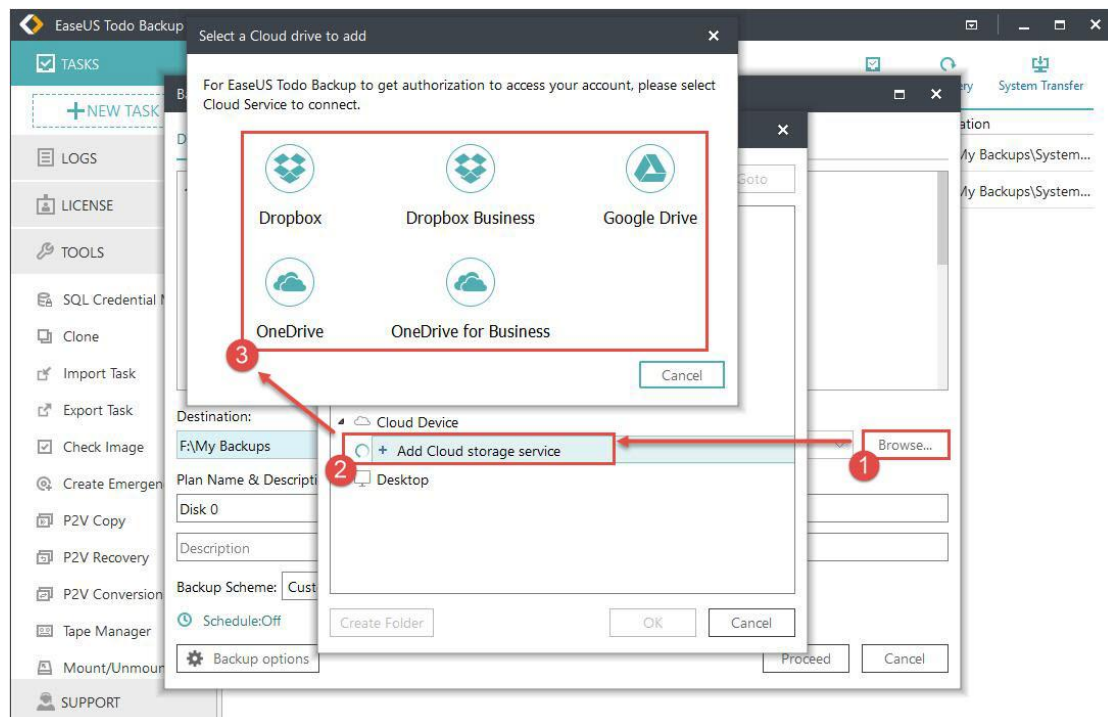 EaseUS Todo Backup
Select a Cloud drive to add
TASKS
For EaseUS Todo Backup to get authorization to access your account, please select
Cloud Service to connect.
System Transfer
NEW TASK
LOGS
Goto
My Backups\System...
Dropbox
Dropbox Business
Google Drive
My Backups\System...
LICENSE
TOOLS
SQL Credential
Clone
OneDrive
OneDrive for Business
3
Import Task
Cancel
Export Task
Destination:
Cloud Device
Check Image
F:\My Backups
+ Add Cloud storage service
Browse...
2
1
Create Emergen
Plan Name & Descripti
Desktop
P2V Copy
Disk 0
P2V Recovery
Description
P2V Conversion
Backup Scheme:
Cust
Tape Manager
Schedule:Off
Create Folder
OK
Cancel
Mount/Unmour
Backup options
Proceed
Cancel
SUPPORT